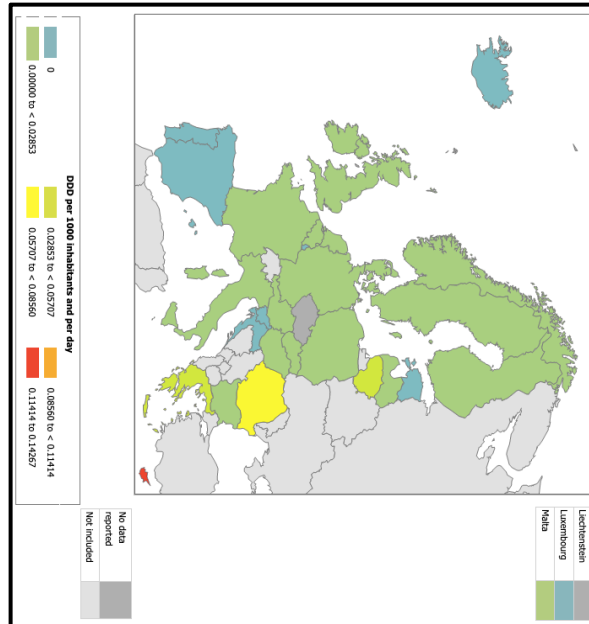 Liechtenstein
Luxembourg
Malta
No data
reported
Not included
DDD per 1000 inhabitants and per day
0
0.02853 to < 0.05707
0.08560 to < 0.11414
0.00000 to < 0.02853
0.05707 to < 0.08560
0.11414 to 0.14267